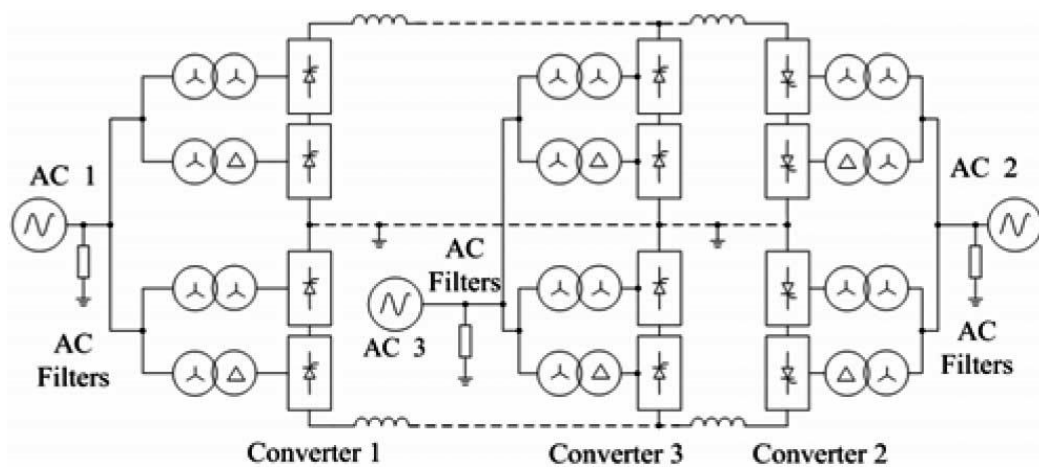 AC 1
AC 2
AC
Filters
AC 3
AC
Filters
AC
Filters
Converter 1
Converter 3
Converter 2